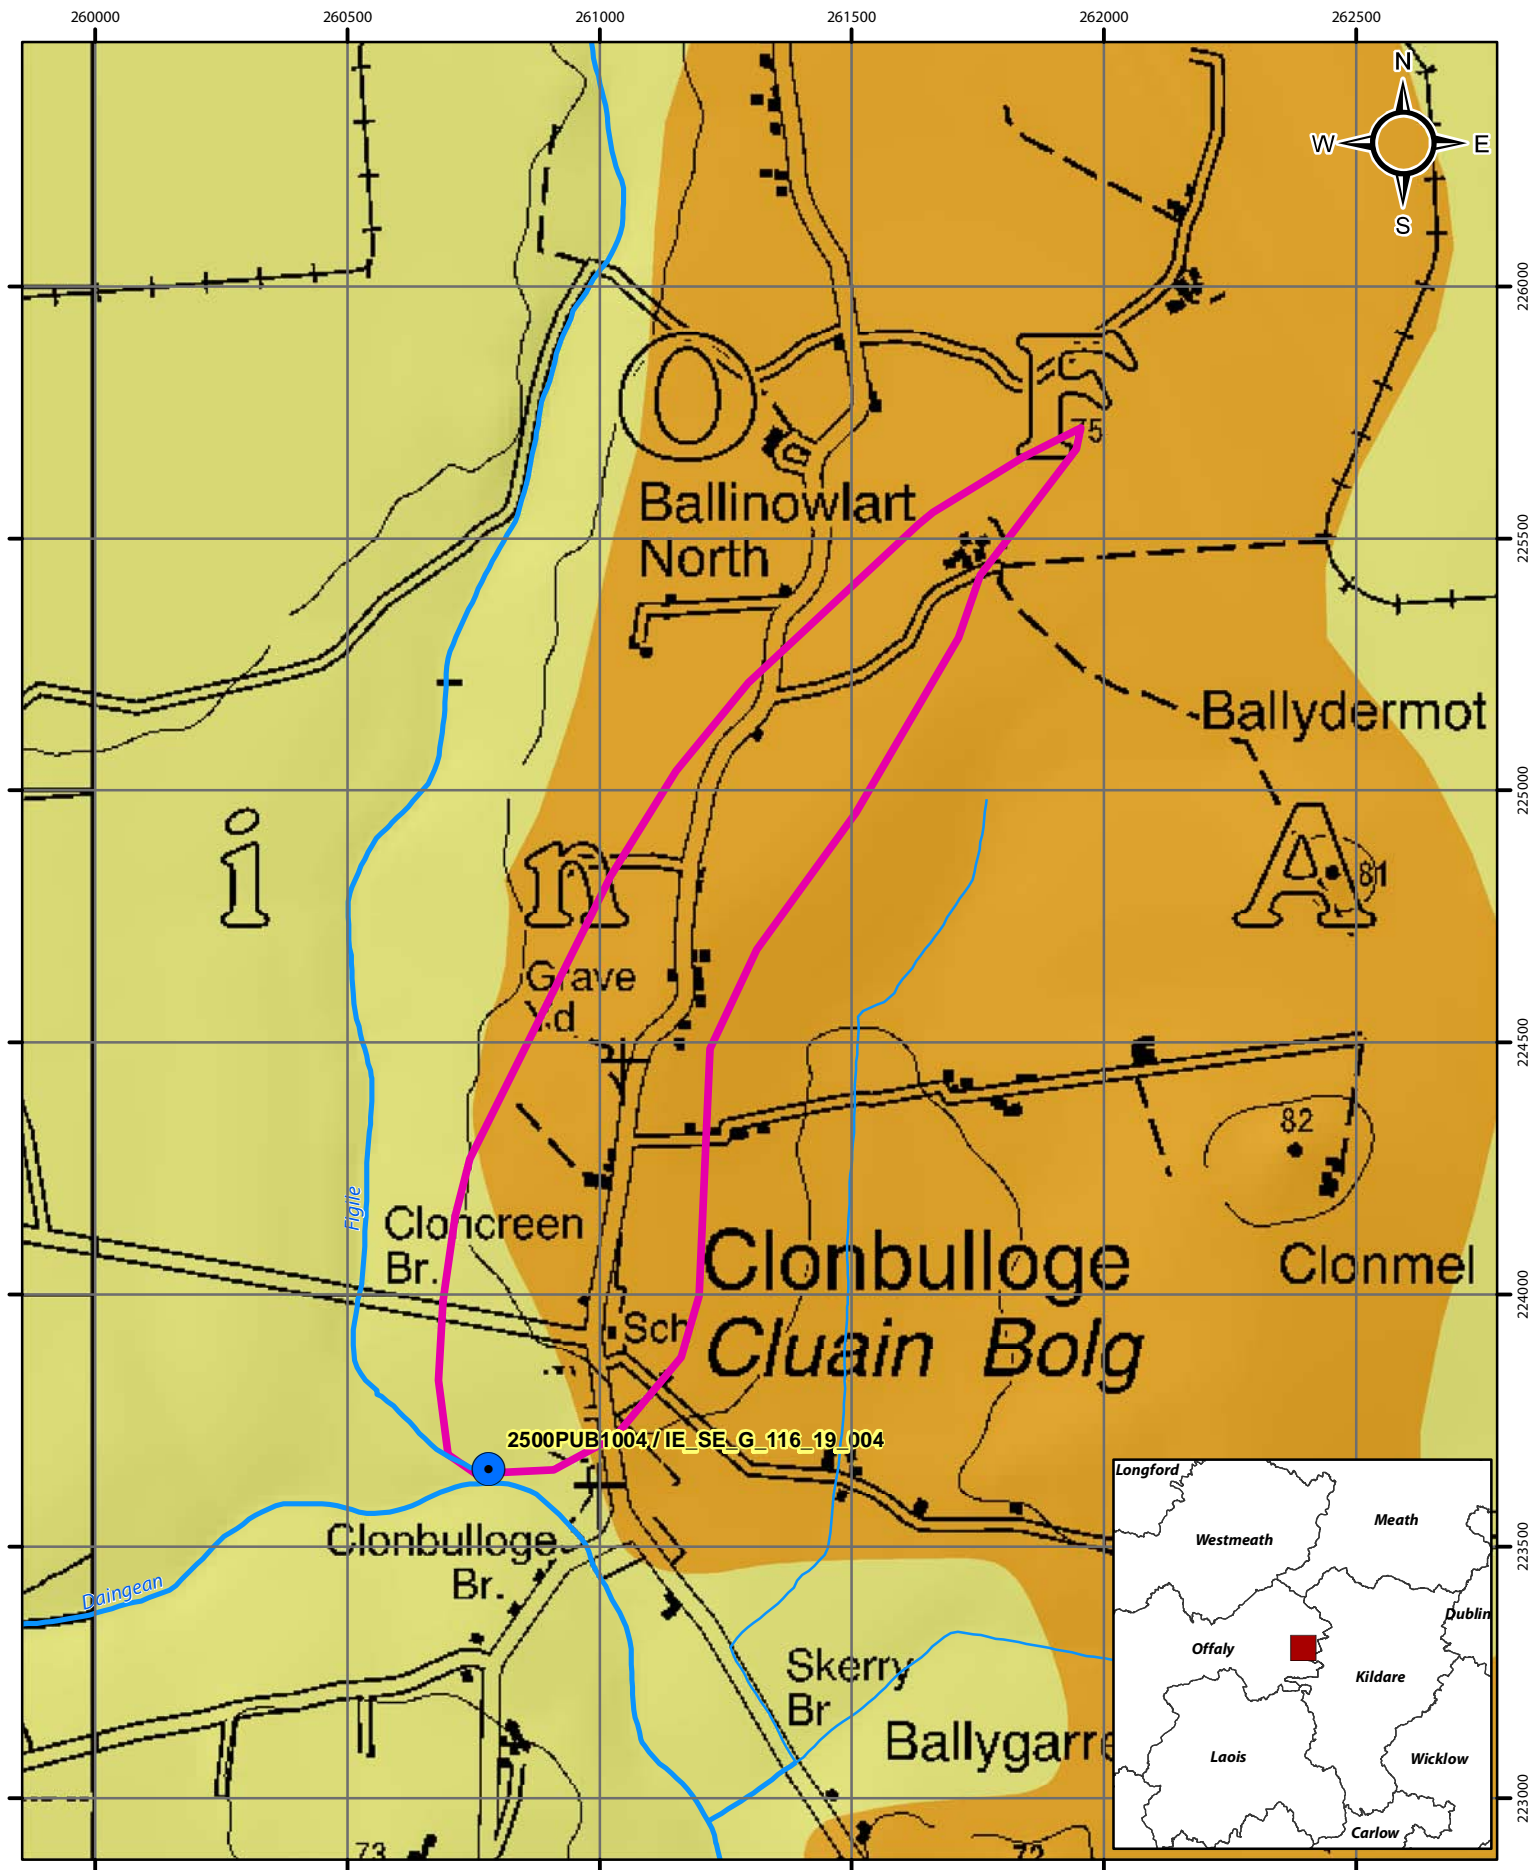 260000
260500
261000
261500
262000
262500
N
W
E
S
226000
O
F
75
Ballinowlart
North
225500
Ballydermot
225000
i
n
A
81
Grave
Yd
224500
82
Figile
Cloncreen
Br.
Clonbulloge
Clonmel
224000
Sch
Cluain Bolg
2500PUB1004 / IE_SE_G_116_19_004
Longford
Meath
Westmeath
Clonbulloge
Br.
223500
Daingean
Dublin
Offaly
Skerry
Br
Kildare
Ballygarre
Laois
Wicklow
223000
Carlow
73
72